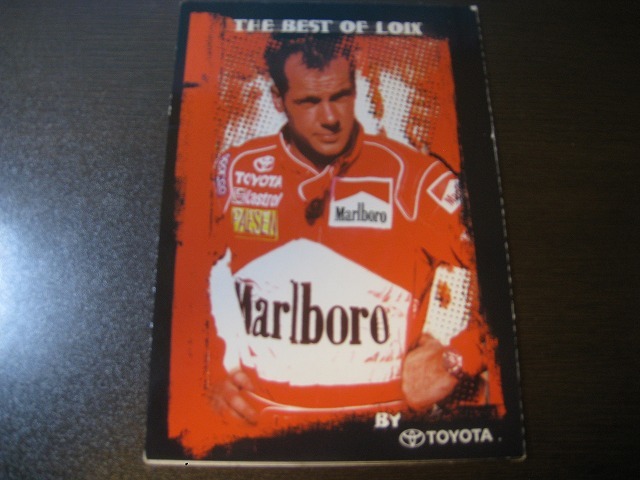 THE BEST OF LOIX
TOYOTA
Castrol
Marlboro
Marlboro
BY
TOYOTA